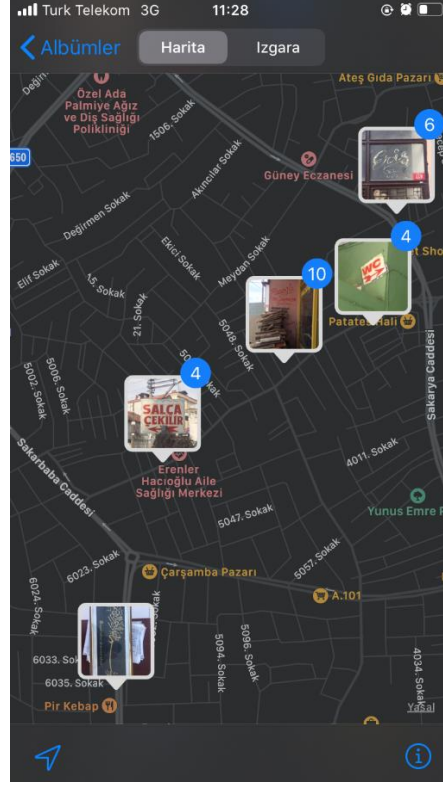 Turk Telekom 3G 11:28
Albümler Harita Izgara
Ateş Gıda Pazarı
Özel Ada
Palmiye Ağız
ve Diş Sağlığı
Polikliniği
1506. Sokak
6
650
Akıncılar Sokak
Güney Eczanesi
Değirmen Sokak
4
Ekici Sokak
Meydan Sokak
Elif Sokak
10
WC
15. Sokak
21. Sokak
5048. Sokak
Patates Hali
Sakarya Caddesi
5002. Sokak
5006. Sokak
4
SALÇA
ÇEKİLİR
Erenler
Hacıoğlu Aile
Sağlığı Merkezi
4011. Sokak
Sakarbaba Caddesi
Yunus Emre
5047. Sokak
6023. Sokak
Çarşamba Pazarı
5057. Sokak
A.101
6024. Sokak
5094. Sokak
5096. Sokak
4034. Sokak
6033. Sok
6035. Sokak
Pir Kebap
Yasal